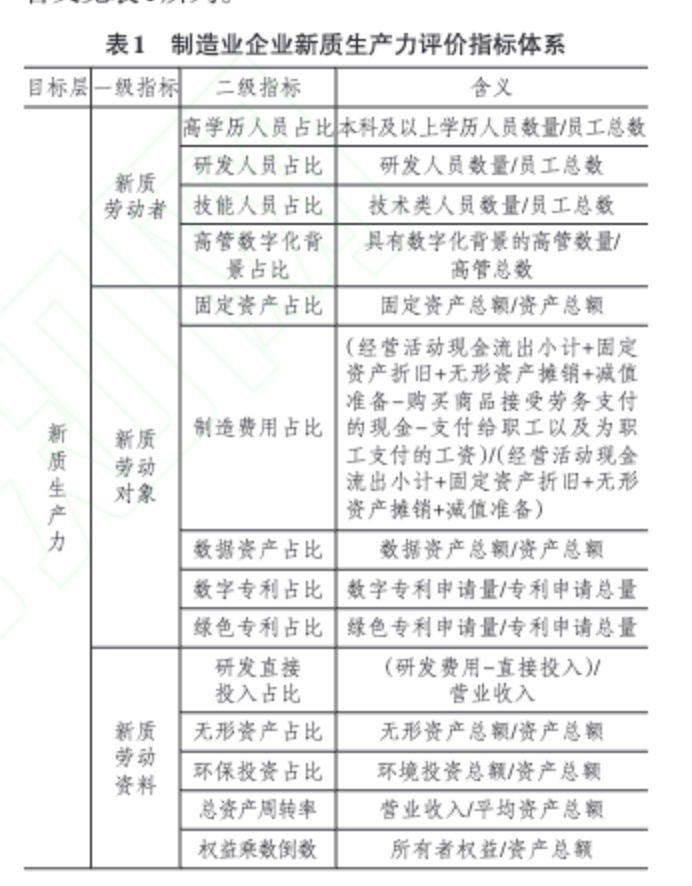 表1 制造业企业新质生产力评价指标体系
目标层 一级指标 二级指标 含义
新质生产力
新质
劳动者
高学历人员占比 本科及以上学历人员数量/员工总数
研发人员占比 研发人员数量/员工总数
技能人员占比 技术类人员数量/员工总数
高管数字化背
景占比
具有数字化背景的高管数量/
高管总数
新质
劳动
对象
固定资产占比 固定资产总额/资产总额
制造费用占比
(经营活动现金流出小计+固定
资产折旧+无形资产摊销+减值
准备-购买商品接受劳务支付
的现金-支付给职工以及为职
工支付的工资)/(经营活动现金
流出小计+固定资产折旧+无形
资产摊销+减值准备)
数据资产占比 数据资产总额/资产总额
数字专利占比 数字专利申请量/专利申请总量
绿色专利占比 绿色专利申请量/专利申请总量
新质
劳动
资料
研发直接
投入占比
(研发费用-直接投入)/
营业收入
无形资产占比 无形资产总额/资产总额
环保投资占比 环境投资总额/资产总额
总资产周转率 营业收入/平均资产总额
权益乘数倒数 所有者权益/资产总额